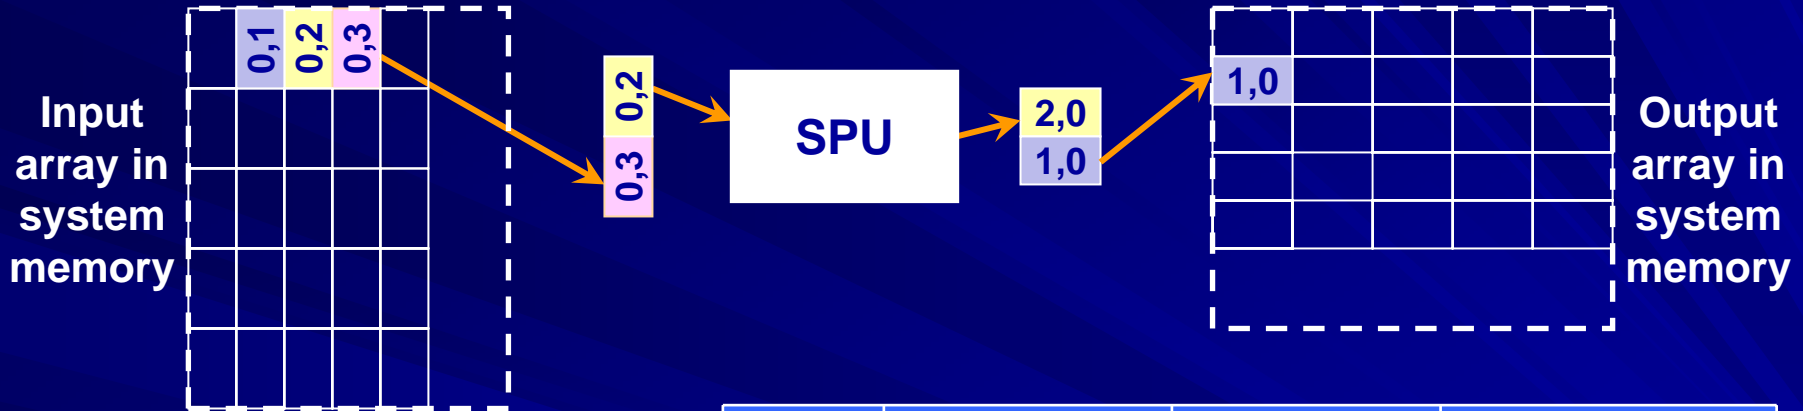 Input
array in
system
memory
0,1
0,2
0,3
0,2
0,3
SPU
2,0
1,0
1,0
Output
array in
system
memory